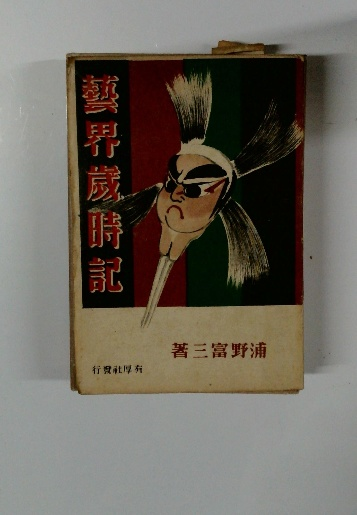 藝界歳時記
著三富野浦
行發社厚有